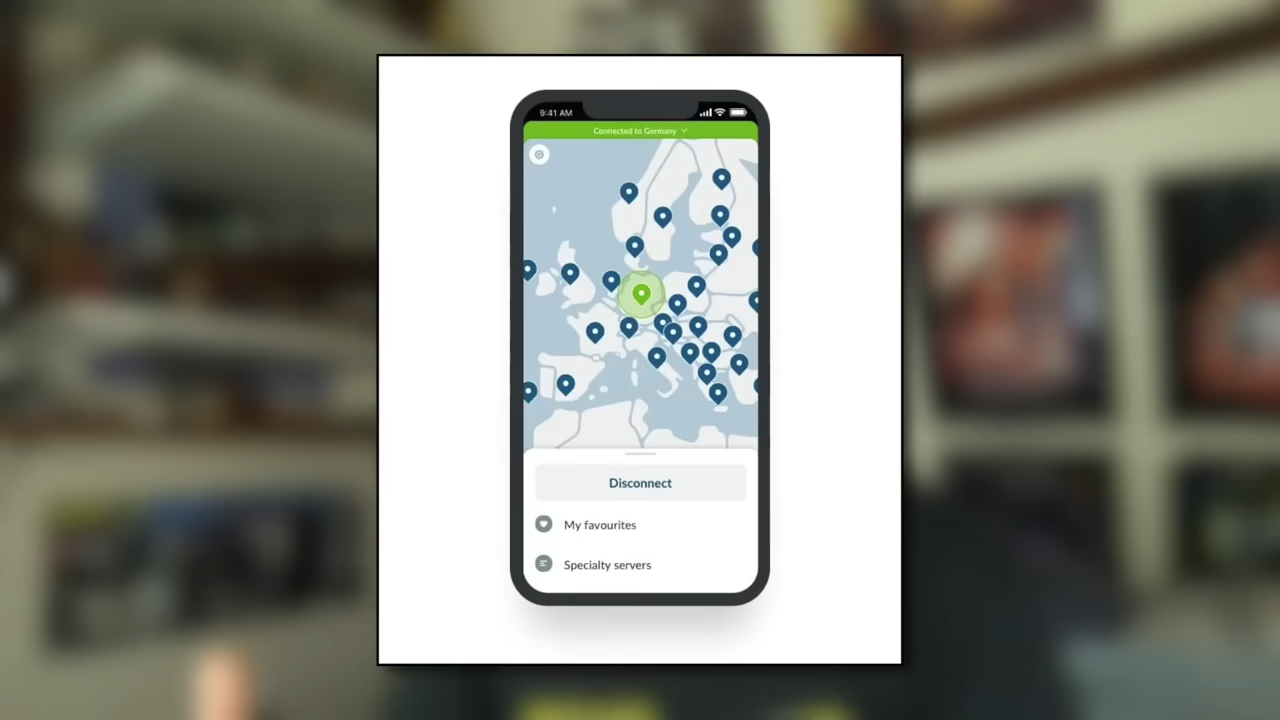 9:41 AM
Connected to Germany
Disconnect
My favourites
Specialty servers